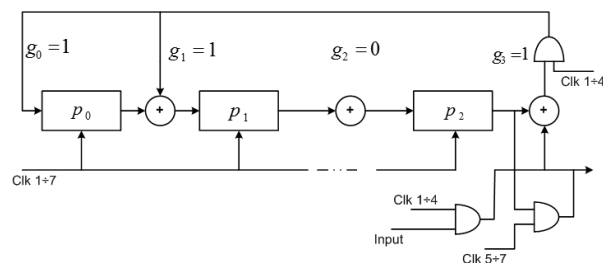 g₀ = 1
g₁ = 1
g₂ = 0
g₃ = 1
Clk 1÷4
p₀
p₁
p₂
Clk 1÷7
Clk 1÷4
Input
Clk 5÷7